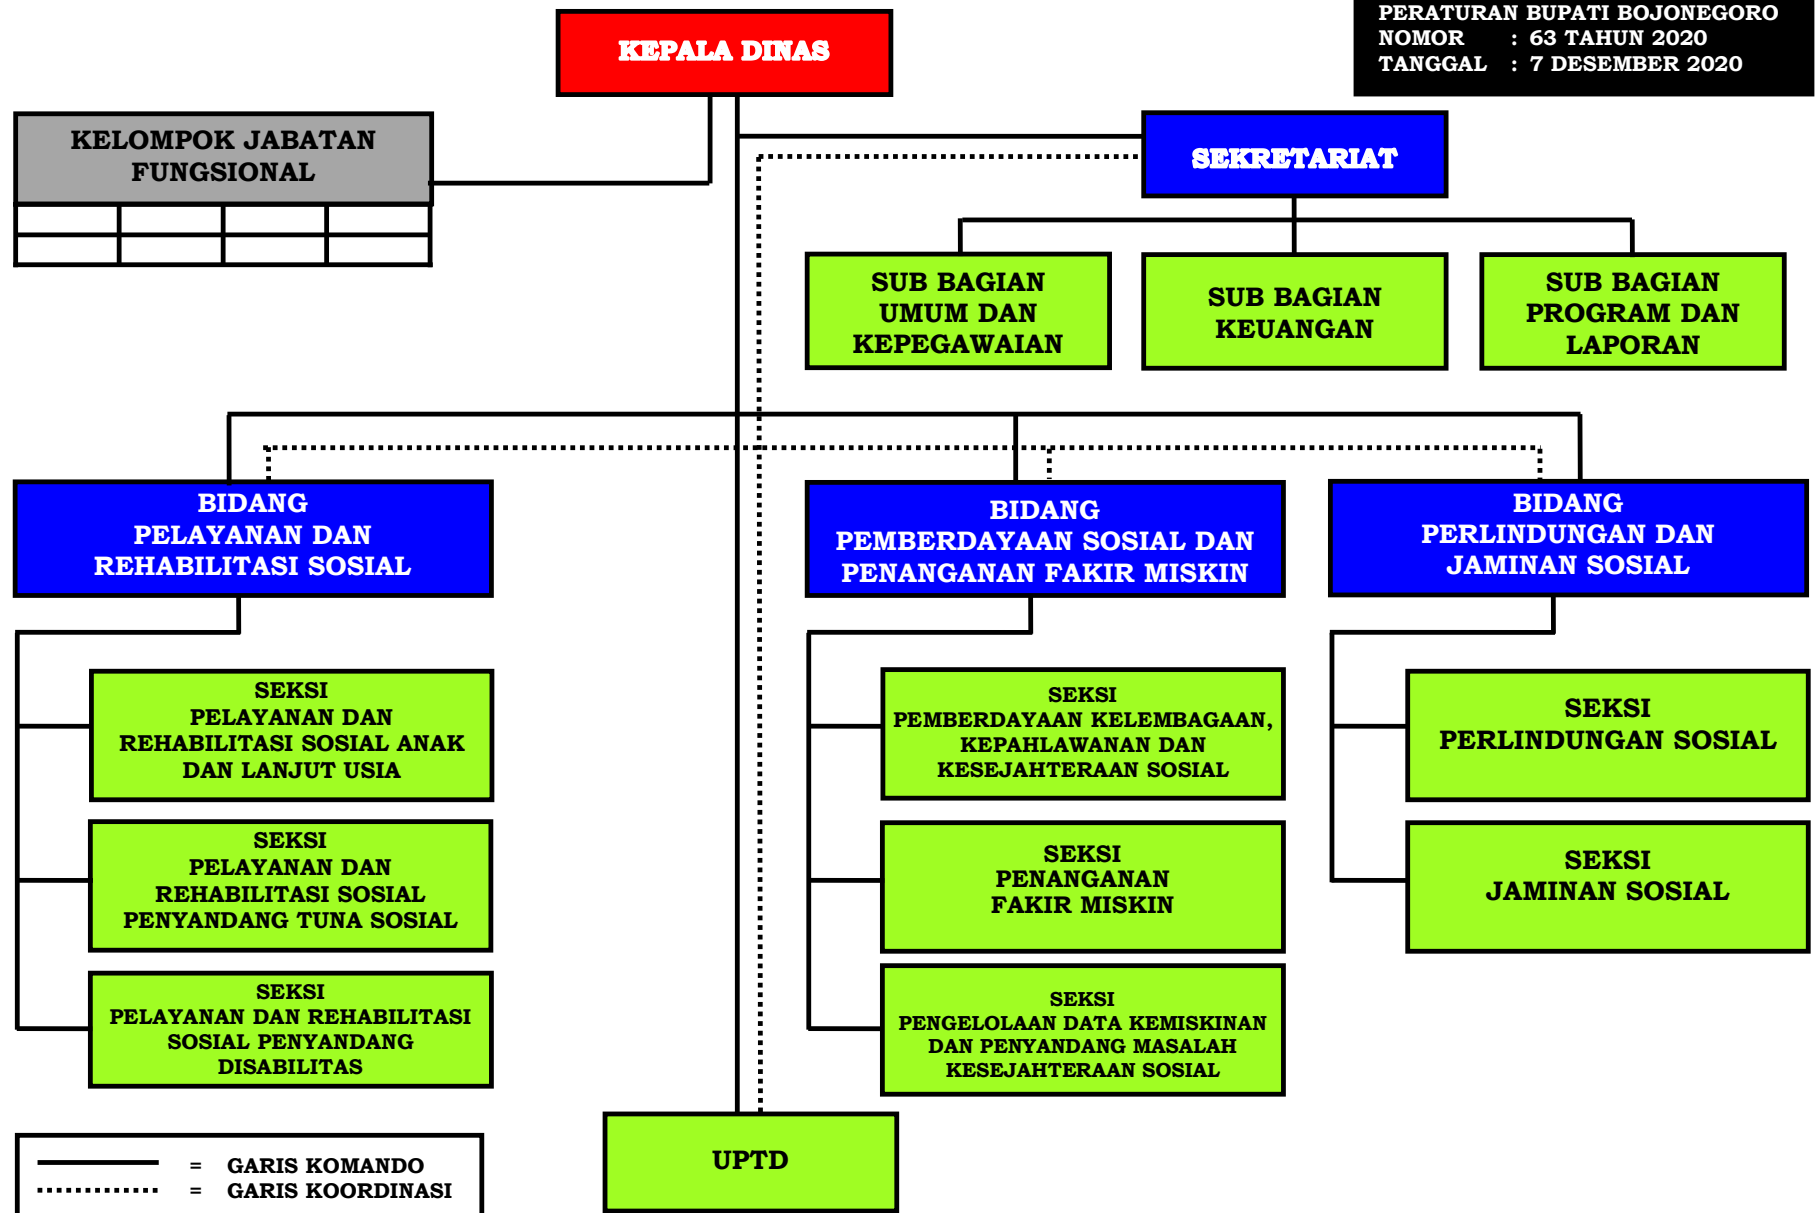 PERATURAN BUPATI BOJONEGORO
NOMOR : 63 TAHUN 2020
TANGGAL : 7 DESEMBER 2020
KEPALA DINAS
KELOMPOK JABATAN
FUNGSIONAL
SEKRETARIAT
SUB BAGIAN
UMUM DAN
KEPEGAWAIAN
SUB BAGIAN
KEUANGAN
SUB BAGIAN
PROGRAM DAN
LAPORAN
BIDANG
PELAYANAN DAN
REHABILITASI SOSIAL
BIDANG
PEMBERDAYAAN SOSIAL DAN
PENANGANAN FAKIR MISKIN
BIDANG
PERLINDUNGAN DAN
JAMINAN SOSIAL
SEKSI
PELAYANAN DAN
REHABILITASI SOSIAL ANAK
DAN LANJUT USIA
SEKSI
PELAYANAN DAN
REHABILITASI SOSIAL
PENYANDANG TUNA SOSIAL
SEKSI
PELAYANAN DAN REHABILITASI
SOSIAL PENYANDANG
DISABILITAS
SEKSI
PEMBERDAYAAN KELEMBAGAAN,
KEPAHLAWANAN DAN
KESEJAHTERAAN SOSIAL
SEKSI
PENANGANAN
FAKIR MISKIN
SEKSI
PENGELOLAAN DATA KEMISKINAN
DAN PENYANDANG MASALAH
KESEJAHTERAAN SOSIAL
SEKSI
PERLINDUNGAN SOSIAL
SEKSI
JAMINAN SOSIAL
UPTD
= GARIS KOMANDO
= GARIS KOORDINASI